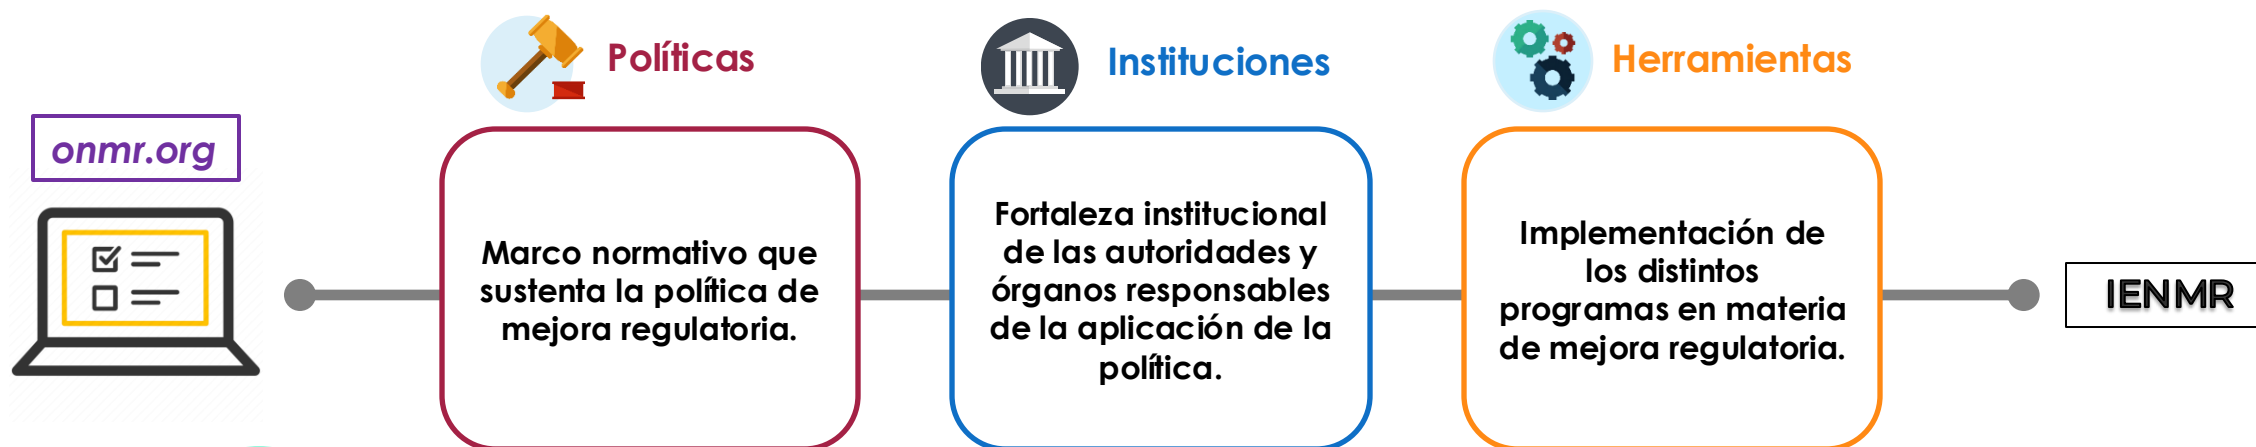 Políticas
Instituciones
Herramientas
onmr.org
Marco normativo que
sustenta la política de
mejora regulatoria.
Fortaleza institucional
de las autoridades y
órganos responsables
de la aplicación de la
política.
Implementación de
los distintos
programas en materia
de mejora regulatoria.
IENMR